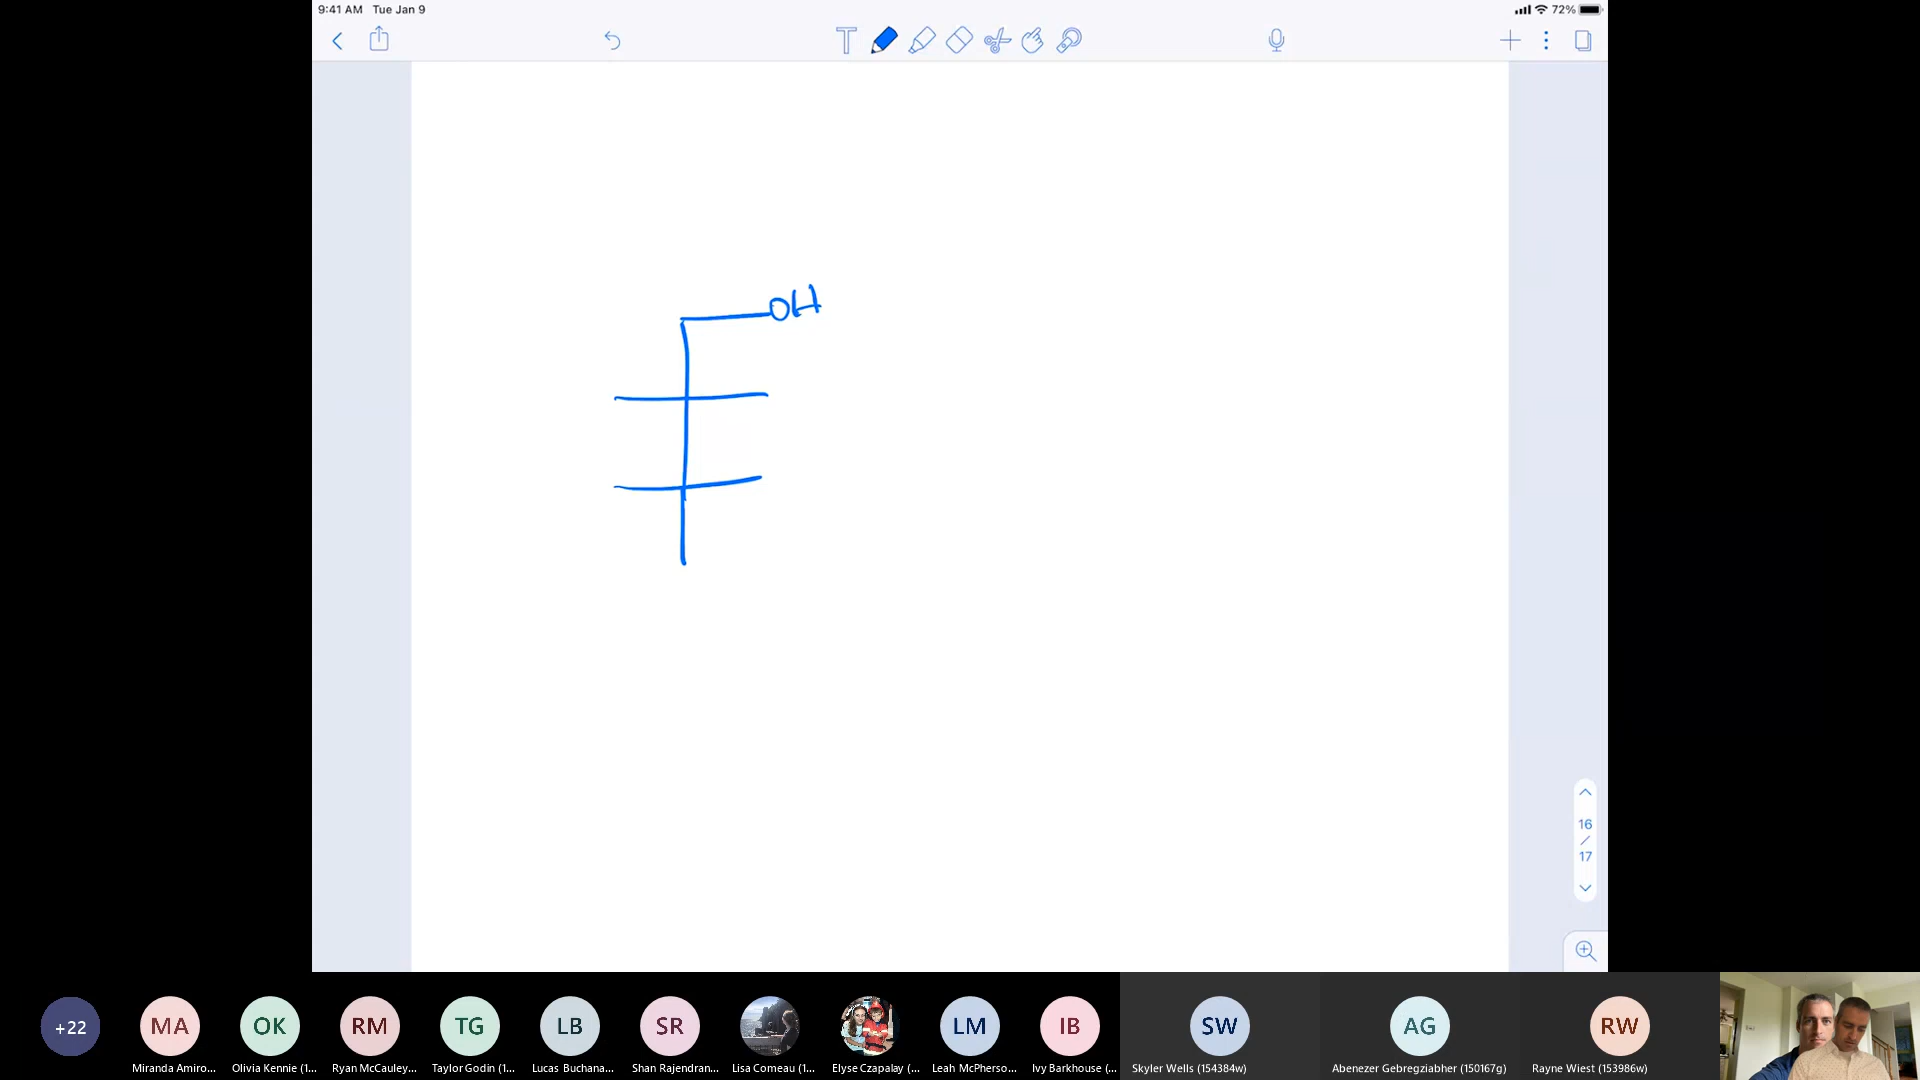 9:41 AM Tue Jan 9 72%
T
OH
16
/
17
+22 MA OK RM TG LB SR LM IB SW AG RW
Miranda Amiro... Olivia Kennie (1... Ryan McCauley... Taylor Godin (1... Lucas Buchana... Shan Rajendran... Lisa Comeau (1... Elyse Czapalay (... Leah McPherso... Ivy Barkhouse (... Skyler Wells (154384w) Abenezer Gebregziabher (150167g) Rayne Wiest (153986w)